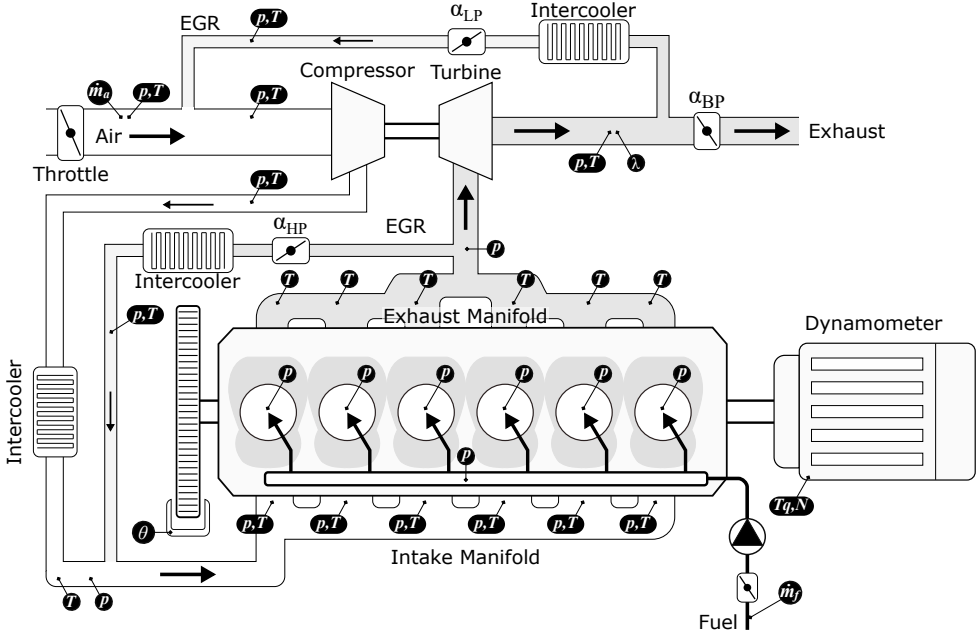 α_LP
Intercooler
EGR
p,T
Compressor
Turbine
ṁ_a
p,T
p,T
α_BP
Air
Exhaust
Throttle
p,T
λ
p,T
α_HP
EGR
p
Intercooler
T
T
T
T
T
T
p,T
Exhaust Manifold
Dynamometer
Intercooler
p
p
p
p
p
p
p
Tq,N
θ
p,T
p,T
p,T
p,T
p,T
p,T
Intake Manifold
T
p
ṁ_f
Fuel